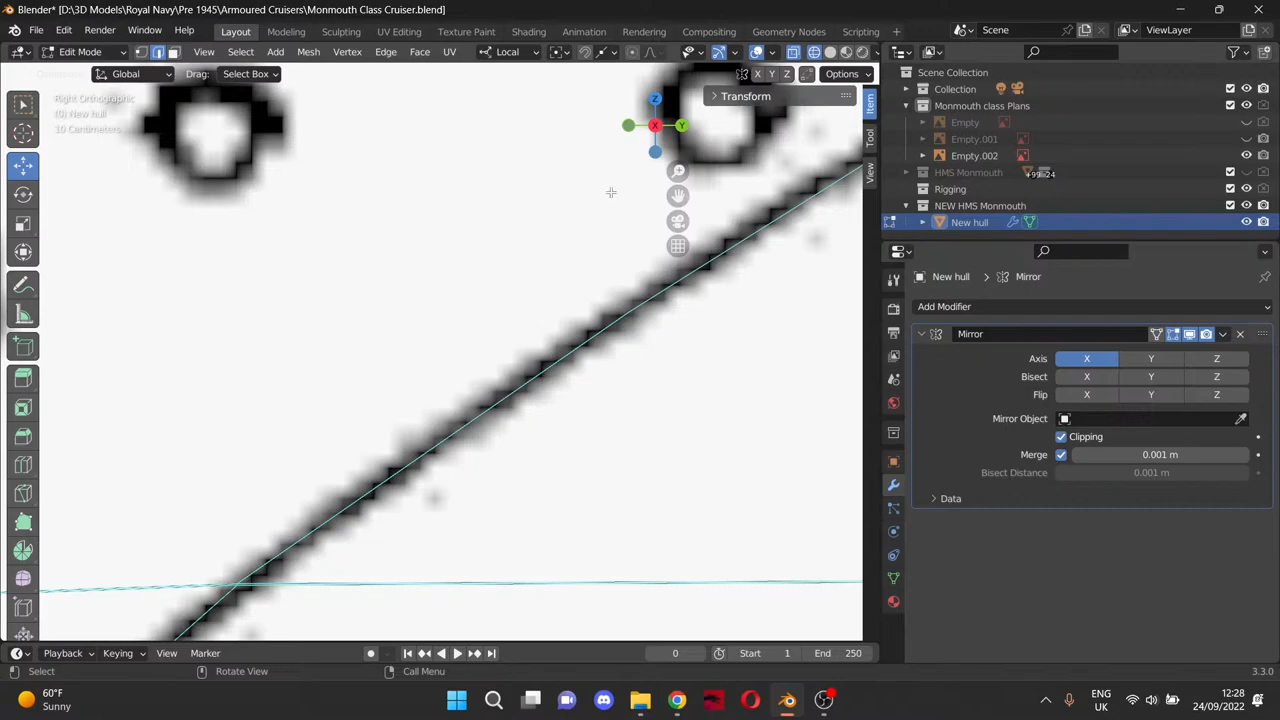 Blender* [D:\3D Models\Royal Navy\Pre 1945\Armoured Cruisers\Monmouth Class Cruiser.blend]
File Edit Render Window Help Layout Modeling Sculpting UV Editing Texture Paint Shading Animation Rendering Compositing Geometry Nodes Scripting Scene ViewLayer
Edit Mode View Select Add Mesh Vertex Edge Face UV Local
Global Drag: Select Box X Y Z Options
Right Orthographic
(0) New hull
10 Centimeters
Transform
Item
Tool
View
Z
X
Y
Scene Collection
Collection
Monmouth class Plans
Empty
Empty.001
Empty.002
HMS Monmouth
+99 24
Rigging
NEW HMS Monmouth
New hull
New hull Mirror
Add Modifier
Mirror
Axis X Y Z
Bisect X Y Z
Flip X Y Z
Mirror Object
Clipping
Merge 0.001 m
Bisect Distance 0.001 m
Data
Playback Keying View Marker 0 Start 1 End 250
Select Rotate View Call Menu 3.3.0
60°F
Sunny
ENG
UK
12:28
24/09/2022